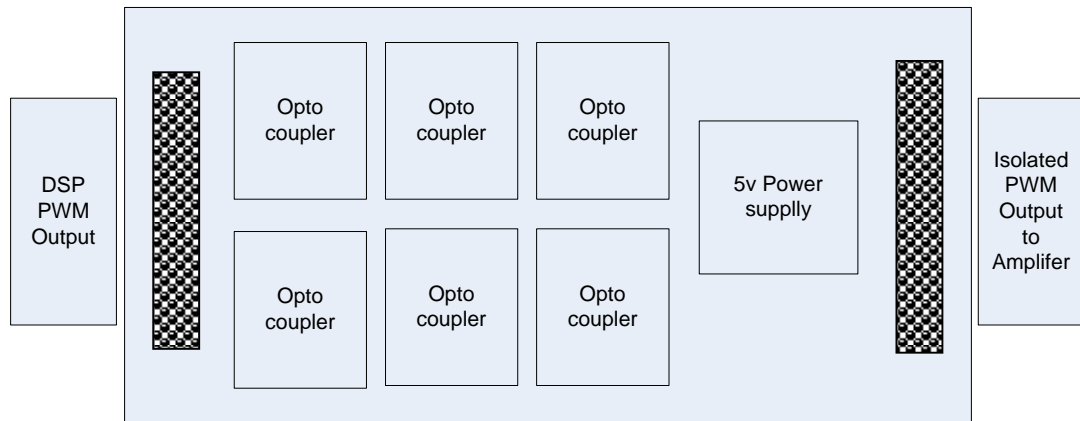 DSP
PWM
Output
Opto
coupler
Opto
coupler
Opto
coupler
Opto
coupler
Opto
coupler
Opto
coupler
5v Power
supplly
Isolated
PWM
Output
to
Amplifer